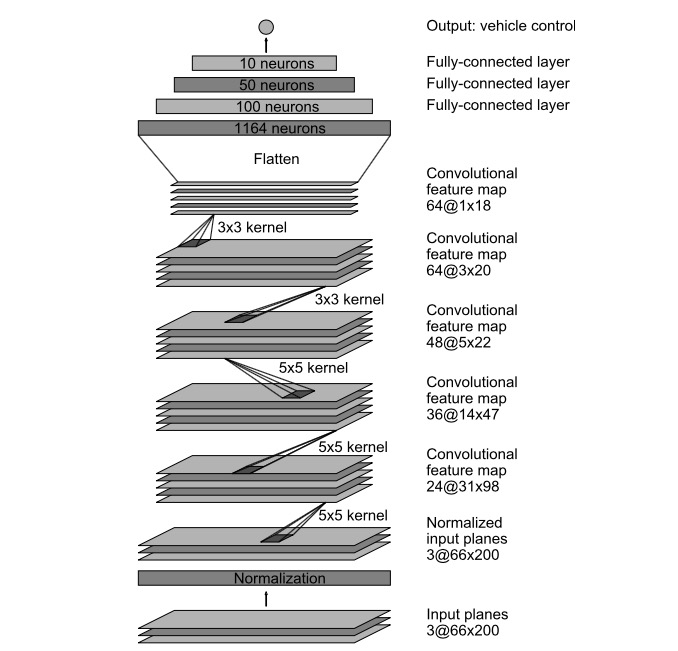 Output: vehicle control
10 neurons
Fully-connected layer
50 neurons
Fully-connected layer
100 neurons
Fully-connected layer
1164 neurons
Flatten
Convolutional
feature map
64@1x18
3x3 kernel
Convolutional
feature map
64@3x20
3x3 kernel
Convolutional
feature map
48@5x22
5x5 kernel
Convolutional
feature map
36@14x47
5x5 kernel
Convolutional
feature map
24@31x98
5x5 kernel
Normalized
input planes
3@66x200
Normalization
Input planes
3@66x200